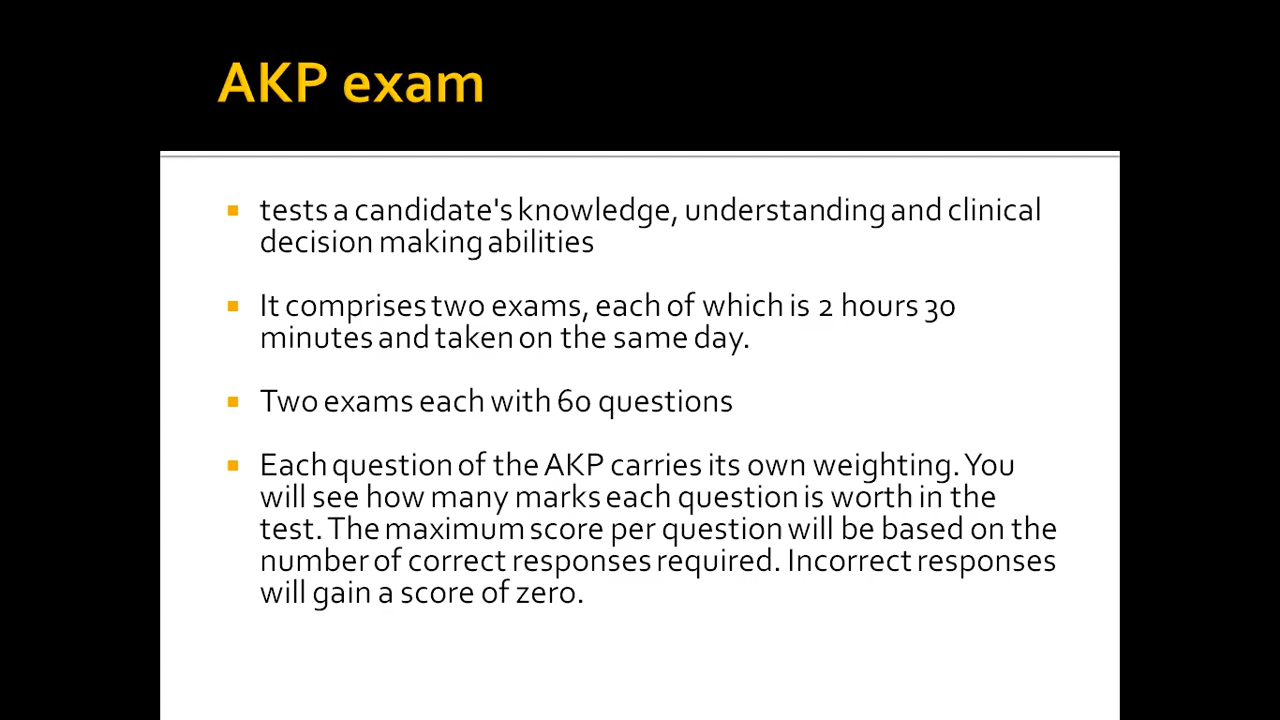 AKP exam
tests a candidate's knowledge, understanding and clinical
decision making abilities
It comprises two exams, each of which is 2 hours 30
minutes and taken on the same day.
Two exams each with 60 questions
Each question of the AKP carries its own weighting. You
will see how many marks each question is worth in the
test. The maximum score per question will be based on the
number of correct responses required. Incorrect responses
will gain a score of zero.